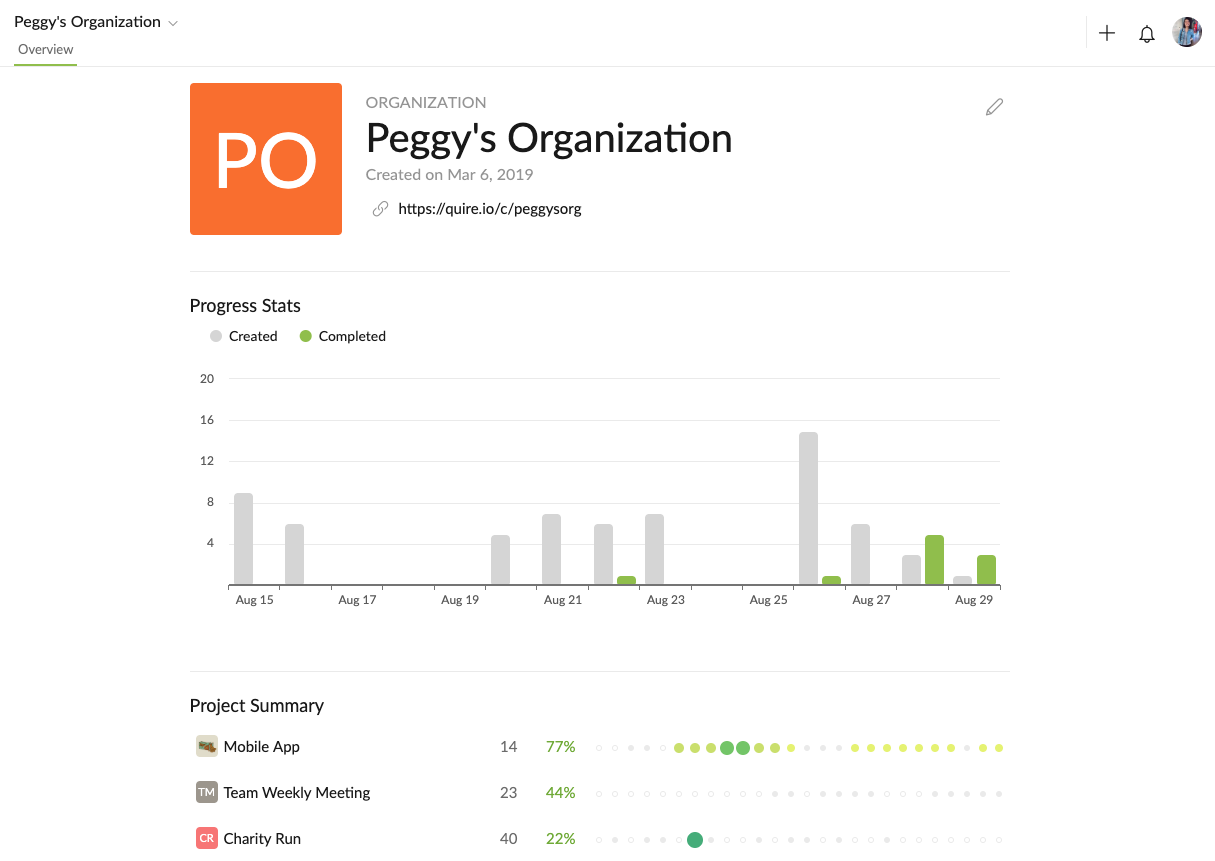 Peggy's Organization
Overview
PO
ORGANIZATION
Peggy's Organization
Created on Mar 6, 2019
https://quire.io/c/peggysorg
Progress Stats
Created Completed
20
16
12
8
4
Aug 15 Aug 17 Aug 19 Aug 21 Aug 23 Aug 25 Aug 27 Aug 29
Project Summary
Mobile App 14 77%
TM Team Weekly Meeting 23 44%
CR Charity Run 40 22%